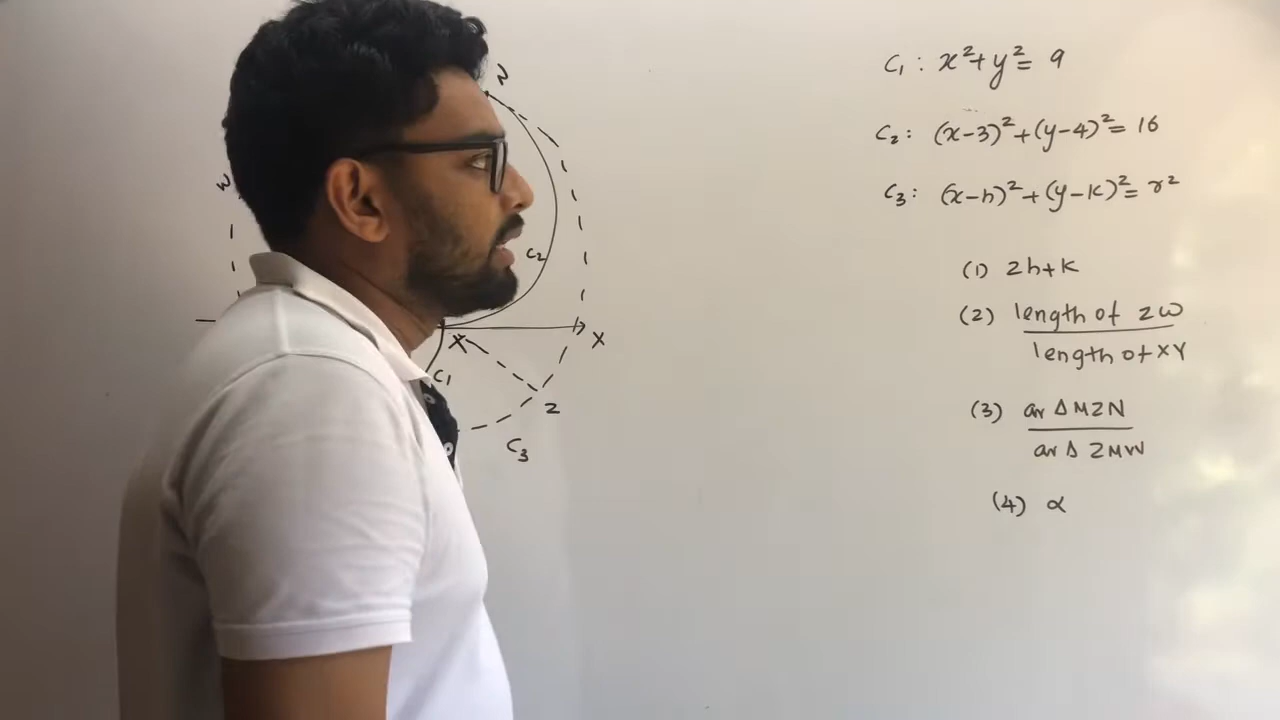 N
W
C₂
X
X
C₁
Z
C₃
C₁ : x²+y²= 9
C₂: (x-3)²+(y-4)²= 16
C₃: (x-h)²+(y-k)²= r²
(1) 2h+k
(2) length of ZW
length of XY
(3) ar Δ MZN
ar Δ ZMW
(4) α